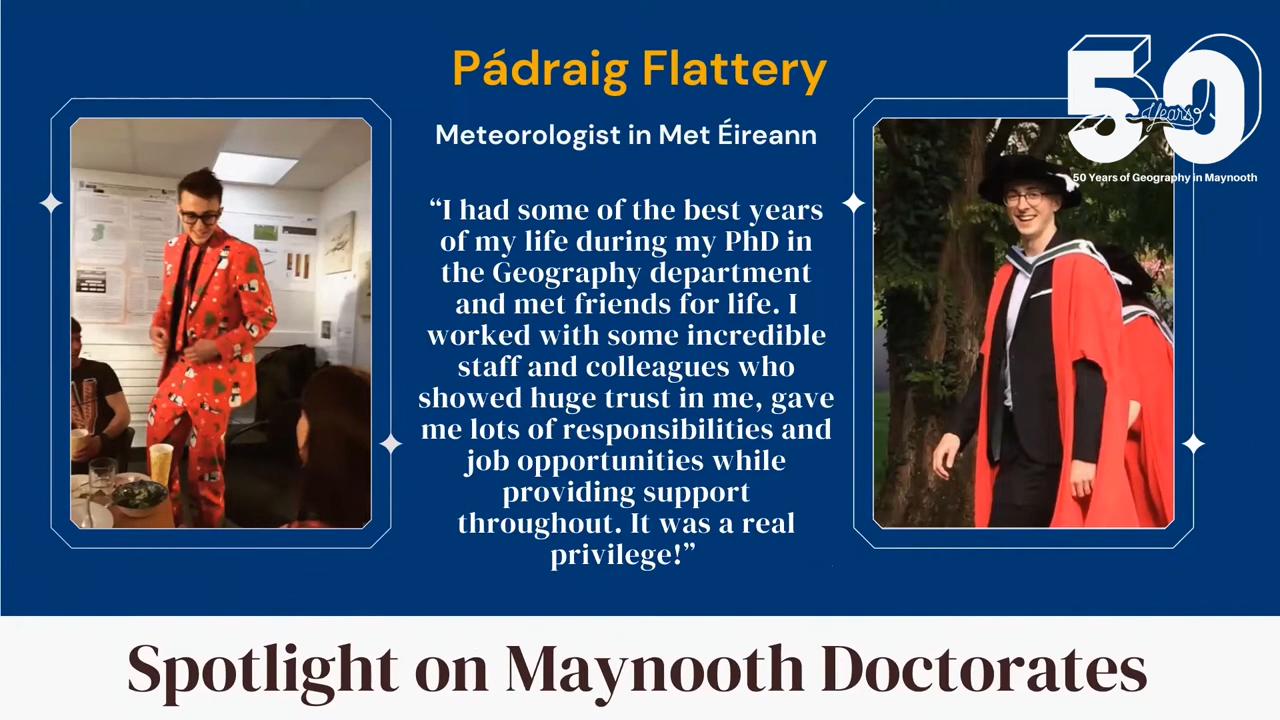 Pádraig Flattery
50
Years
50 Years of Geography in Maynooth
Meteorologist in Met Éireann
“I had some of the best years
of my life during my PhD in
the Geography department
and met friends for life. I
worked with some incredible
staff and colleagues who
showed huge trust in me, gave
me lots of responsibilities and
job opportunities while
providing support
throughout. It was a real
privilege!”
Spotlight on Maynooth Doctorates